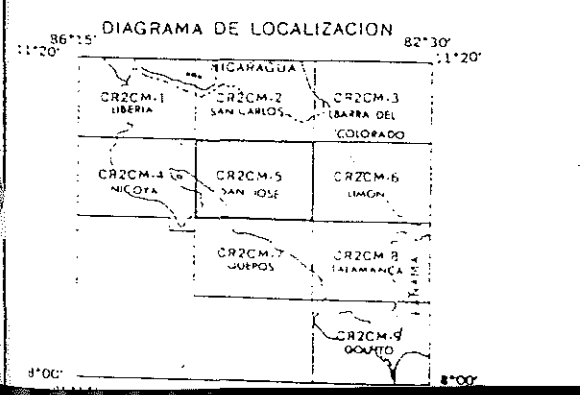 DIAGRAMA DE LOCALIZACION
86°15' 82°30'
11°20' 11°20'
NICARAGUA
CR2CM-1 CR2CM-2 CR2CM-3
LIBERIA SAN CARLOS BARRA DEL
COLORADO
CR2CM-4 CR2CM-5 CR2CM-6
NICOYA SAN JOSE LIMON
CR2CM-7 CR2CM-8
QUEPOS TALAMANCA
PANAMA
CR2CM-9
GOLFITO
8°00' 8°00'